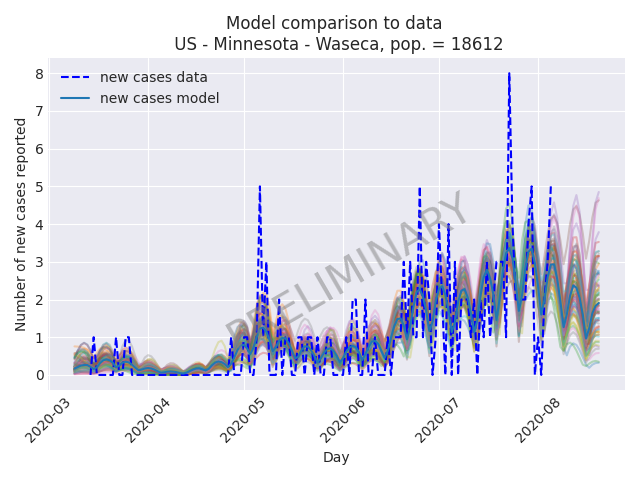 Model comparison to data
US - Minnesota - Waseca, pop. = 18612
new cases data
new cases model
PRELIMINARY
Number of new cases reported
8
7
6
5
4
3
2
1
0
2020-03
2020-04
2020-05
2020-06
2020-07
2020-08
Day